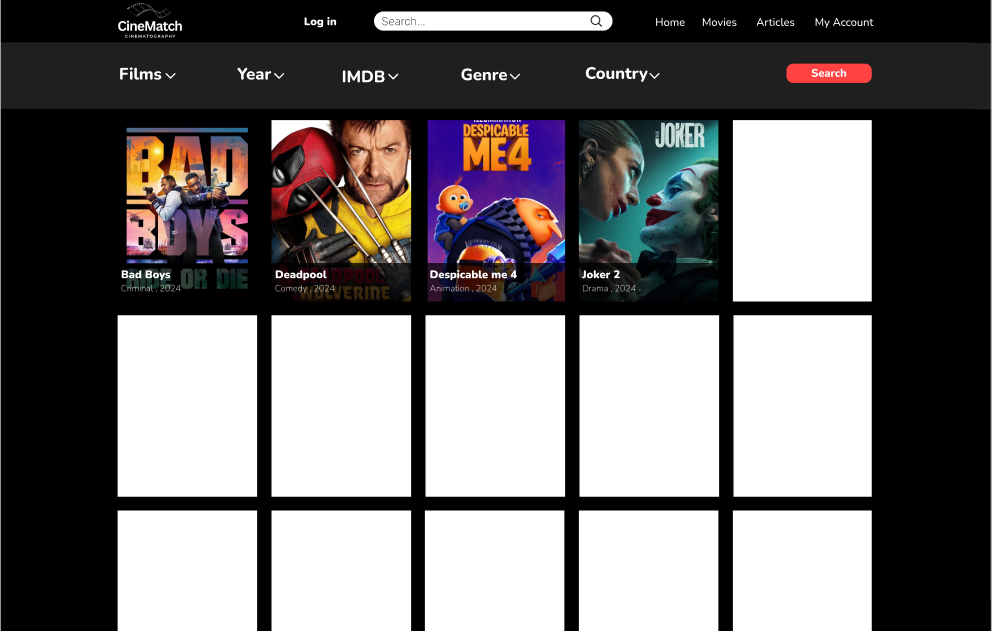 CineMatch
CINEMATOGRAPHY
Log in
Search...
Home
Movies
Articles
My Account
Films
Year
IMDB
Genre
Country
Search
BAD
BOYS
RIDE OR DIE
Bad Boys
Criminal , 2024
DEADPOOL
WOLVERINE
Deadpool
Comedy , 2024
ILLUMINATION
DESPICABLE
ME4
Despicable me 4
Animation , 2024
JOKER
Joker 2
Drama , 2024